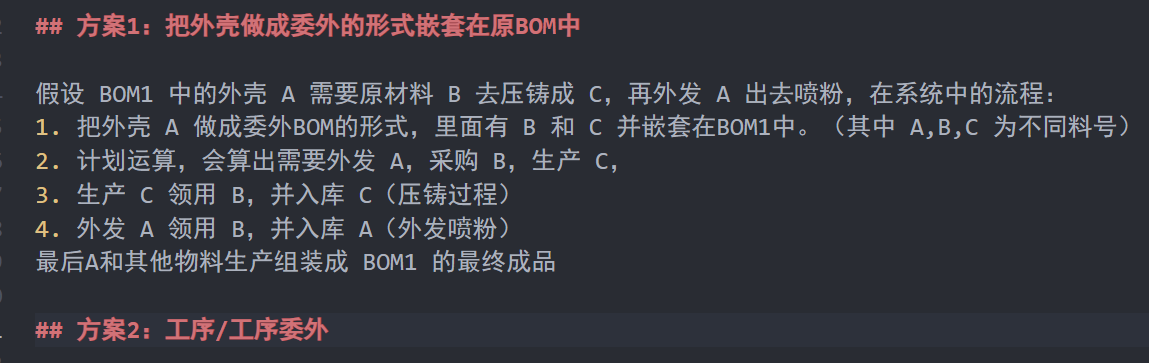 ## 方案1：把外壳做成委外的形式嵌套在原BOM中
假设 BOM1 中的外壳 A 需要原材料 B 去压铸成 C，再外发 A 出去喷粉，在系统中的流程：
1. 把外壳 A 做成委外BOM的形式，里面有 B 和 C 并嵌套在BOM1中。（其中 A,B,C 为不同料号）
2. 计划运算，会算出需要外发 A，采购 B，生产 C，
3. 生产 C 领用 B，并入库 C（压铸过程）
4. 外发 A 领用 B，并入库 A（外发喷粉）
最后A和其他物料生产组装成 BOM1 的最终成品
## 方案2：工序/工序委外